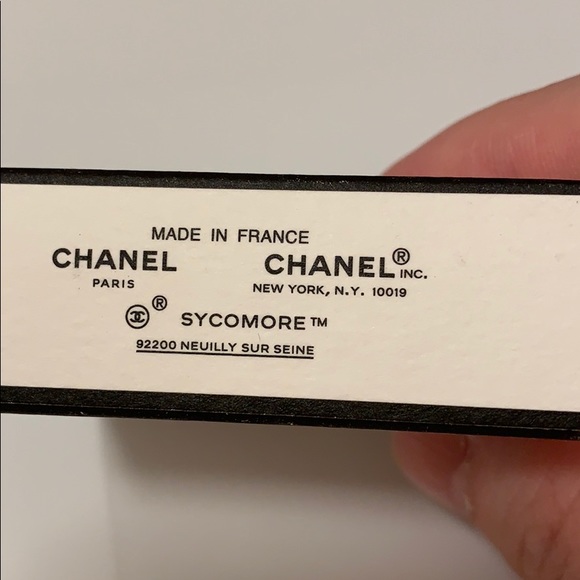 MADE IN FRANCE
CHANEL CHANEL® INC.
PARIS NEW YORK, N.Y. 10019
® SYCOMORE™
92200 NEUILLY SUR SEINE